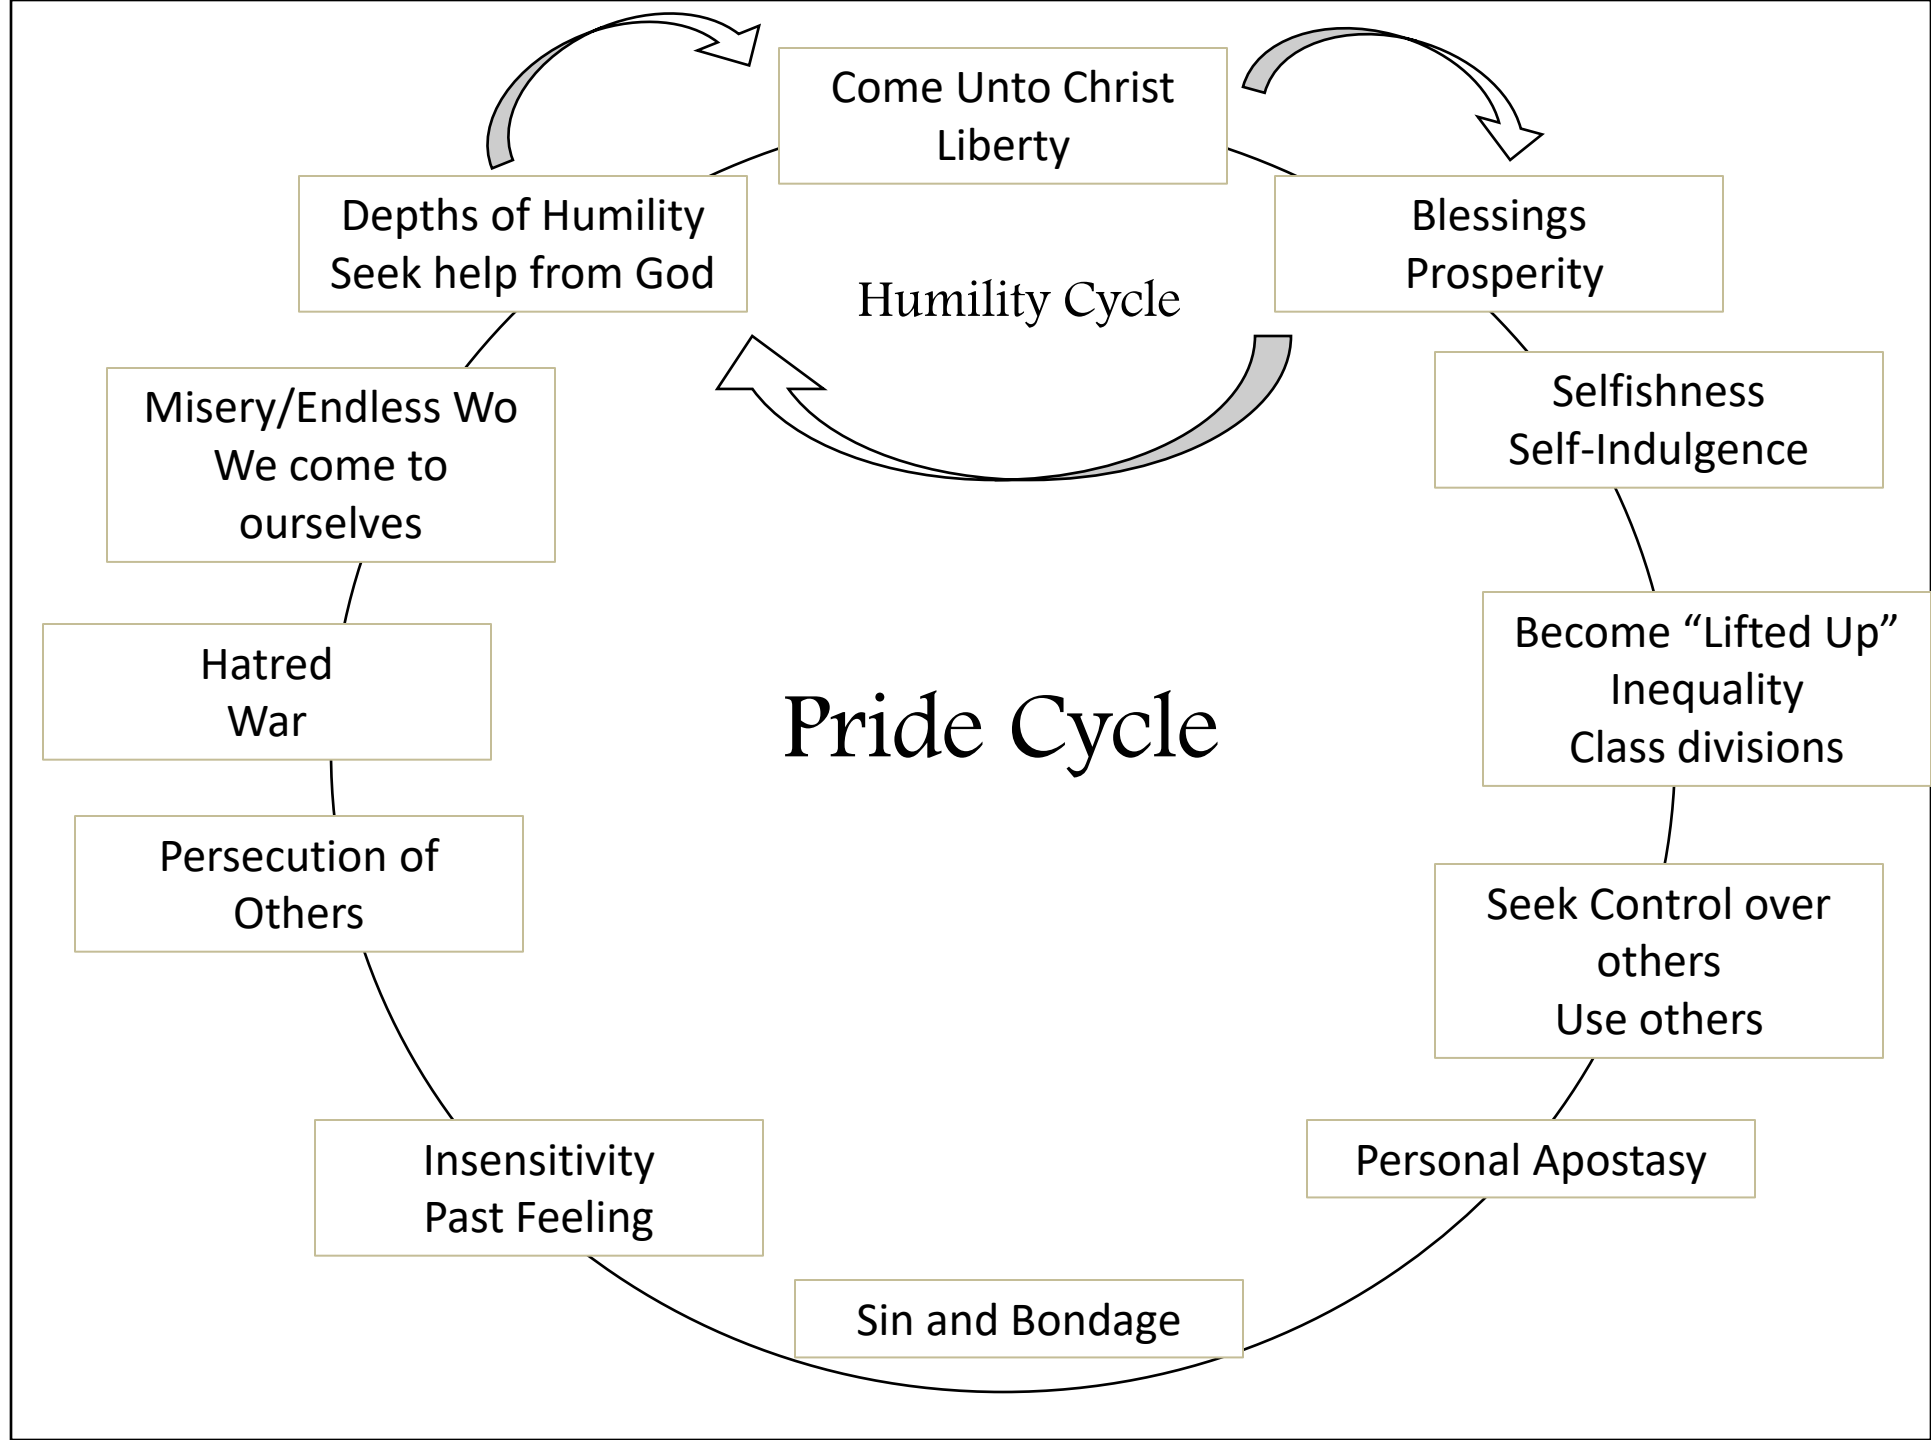 Come Unto Christ
Liberty
Blessings
Prosperity
Selfishness
Self-Indulgence
Become “Lifted Up”
Inequality
Class divisions
Seek Control over
others
Use others
Personal Apostasy
Sin and Bondage
Insensitivity
Past Feeling
Persecution of
Others
Hatred
War
Misery/Endless Wo
We come to
ourselves
Depths of Humility
Seek help from God
Humility Cycle
Pride Cycle